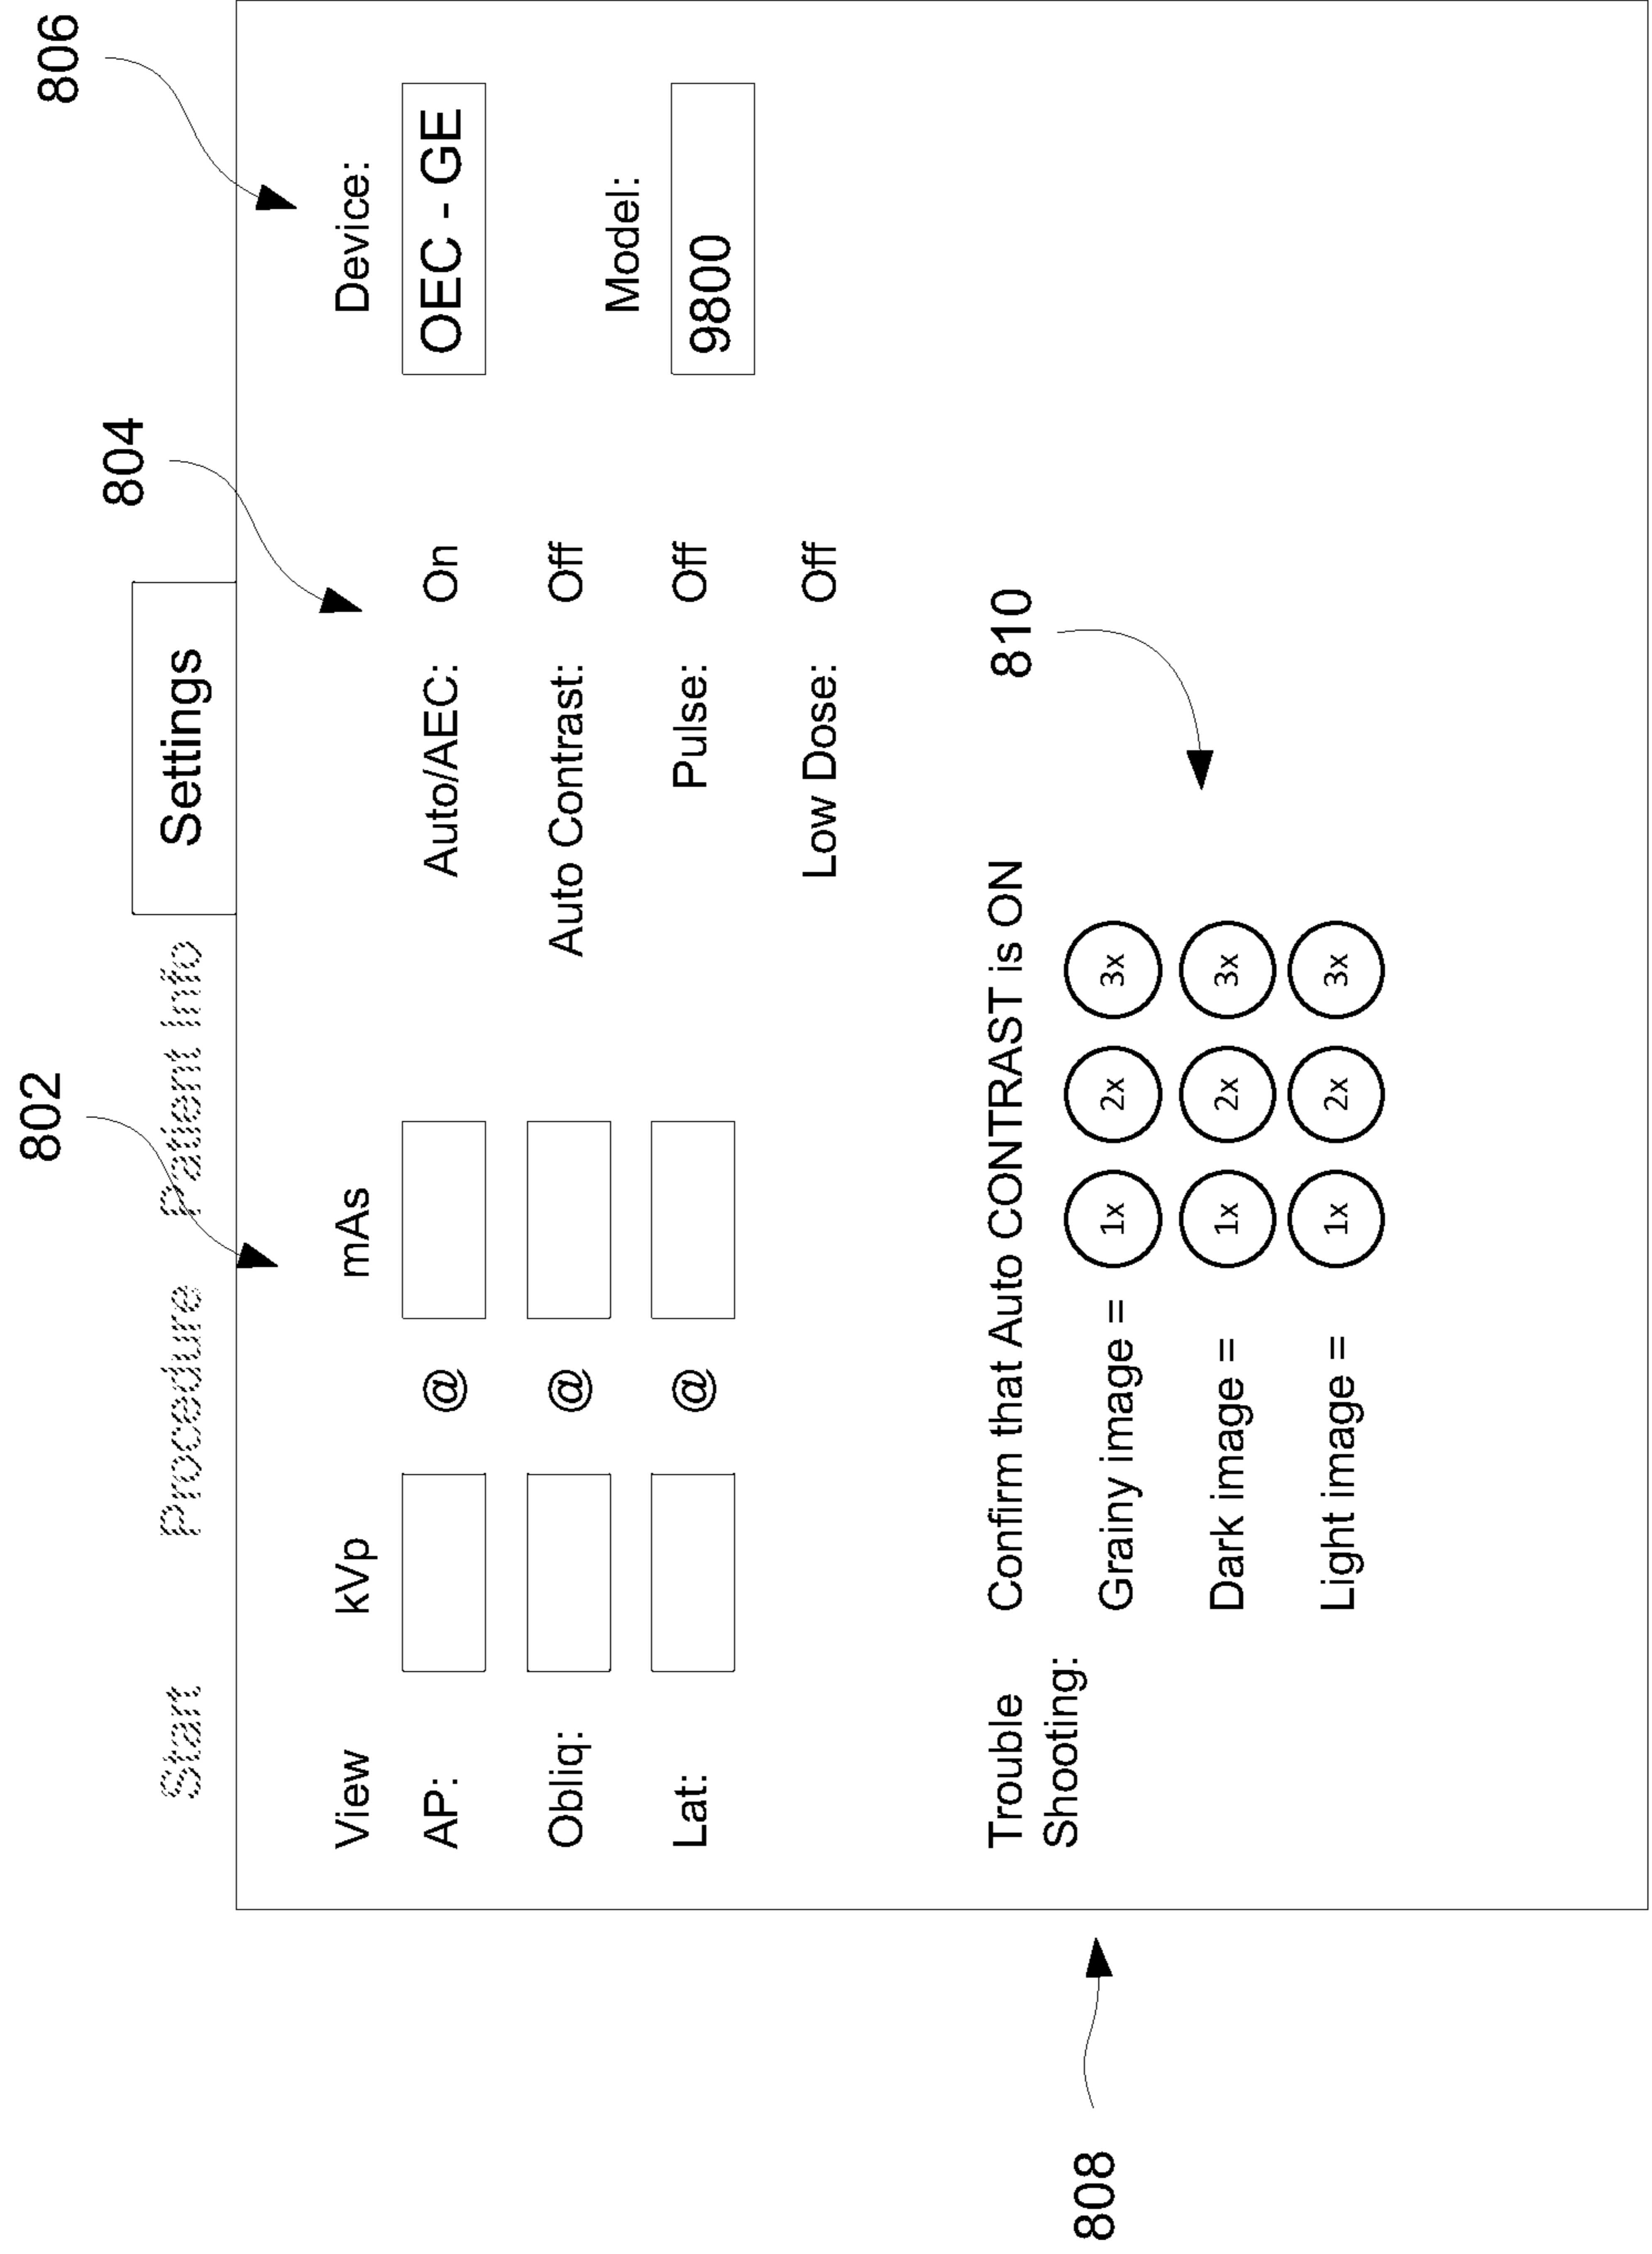 802
804
806
Start Procedure Patient Info Settings
View kVp mAs
AP: @
Obliq: @
Lat: @
Auto/AEC: On
Auto Contrast: Off
Pulse: Off
Low Dose: Off
Device:
OEC - GE
Model:
9800
808
810
Trouble
Shooting:
Confirm that Auto CONTRAST is ON
Grainy image = 1x 2x 3x
Dark image = 1x 2x 3x
Light image = 1x 2x 3x